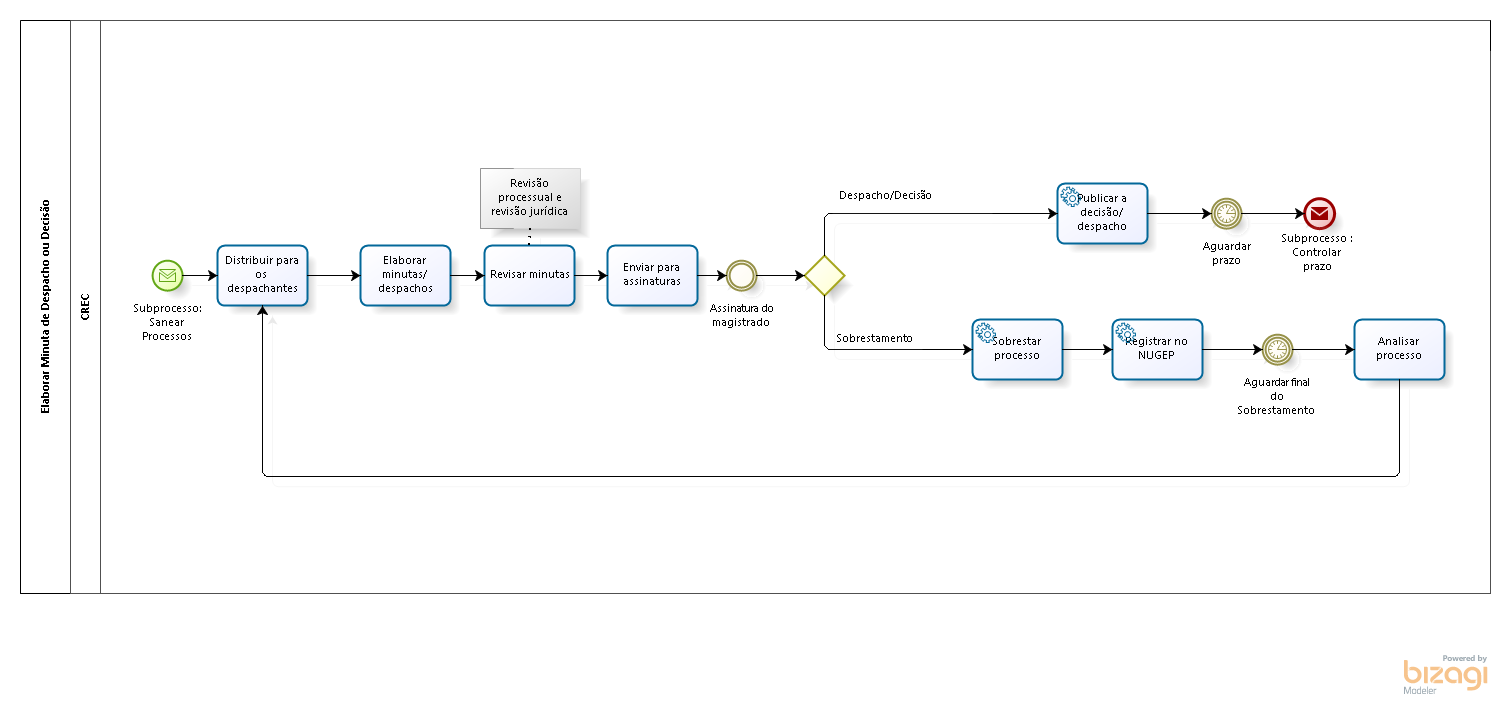 Elaborar Minuta de Despacho ou Decisão
CREC
Subprocesso:
Sanear
Processos
Distribuir para
os
despachantes
Elaborar
minutas/
despachos
Revisão
processual e
revisão jurídica
Revisar minutas
Enviar para
assinaturas
Assinatura do
magistrado
Despacho/Decisão
Publicar a
decisão/
despacho
Aguardar
prazo
Subprocesso :
Controlar
prazo
Sobrestamento
Sobrestar
processo
Registrar no
NUGEP
Aguardar final
do
Sobrestamento
Analisar
processo
Powered by
bizagi
Modeler